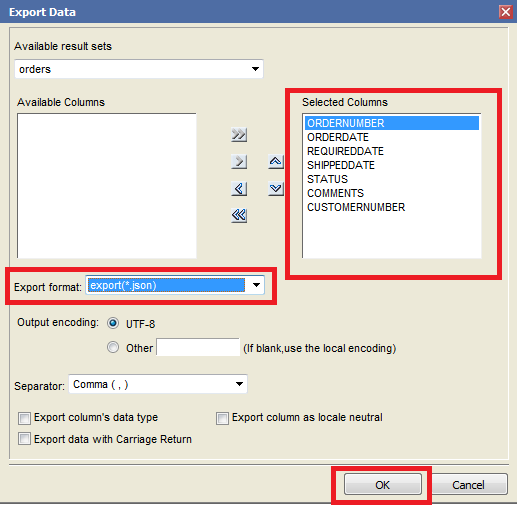 Export Data
Available result sets
orders
Available Columns
Selected Columns
ORDERNUMBER
ORDERDATE
REQUIREDDATE
SHIPPEDDATE
STATUS
COMMENTS
CUSTOMERNUMBER
Export format: export(*.json)
Output encoding: UTF-8
Other (If blank,use the local encoding)
Separator: Comma ( , )
Export column's data type Export column as locale neutral
Export data with Carriage Return
OK Cancel